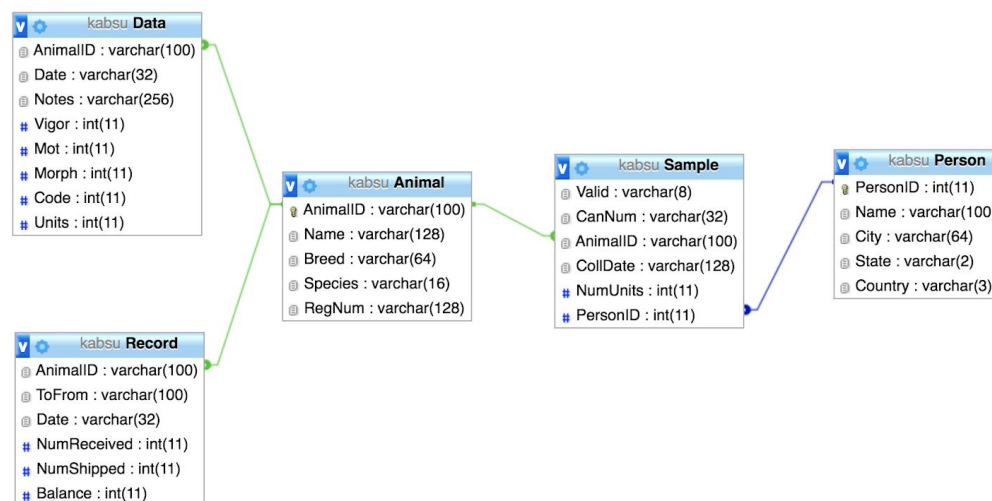 kabsu Data
AnimalID : varchar(100)
Date : varchar(32)
Notes : varchar(256)
# Vigor : int(11)
# Mot : int(11)
# Morph : int(11)
# Code : int(11)
# Units : int(11)
kabsu Record
AnimalID : varchar(100)
ToFrom : varchar(100)
Date : varchar(32)
# NumReceived : int(11)
# NumShipped : int(11)
# Balance : int(11)
kabsu Animal
AnimalID : varchar(100)
Name : varchar(128)
Breed : varchar(64)
Species : varchar(16)
RegNum : varchar(128)
kabsu Sample
Valid : varchar(8)
CanNum : varchar(32)
AnimalID : varchar(100)
CollDate : varchar(128)
# NumUnits : int(11)
# PersonID : int(11)
kabsu Person
PersonID : int(11)
Name : varchar(100)
City : varchar(64)
State : varchar(2)
Country : varchar(3)